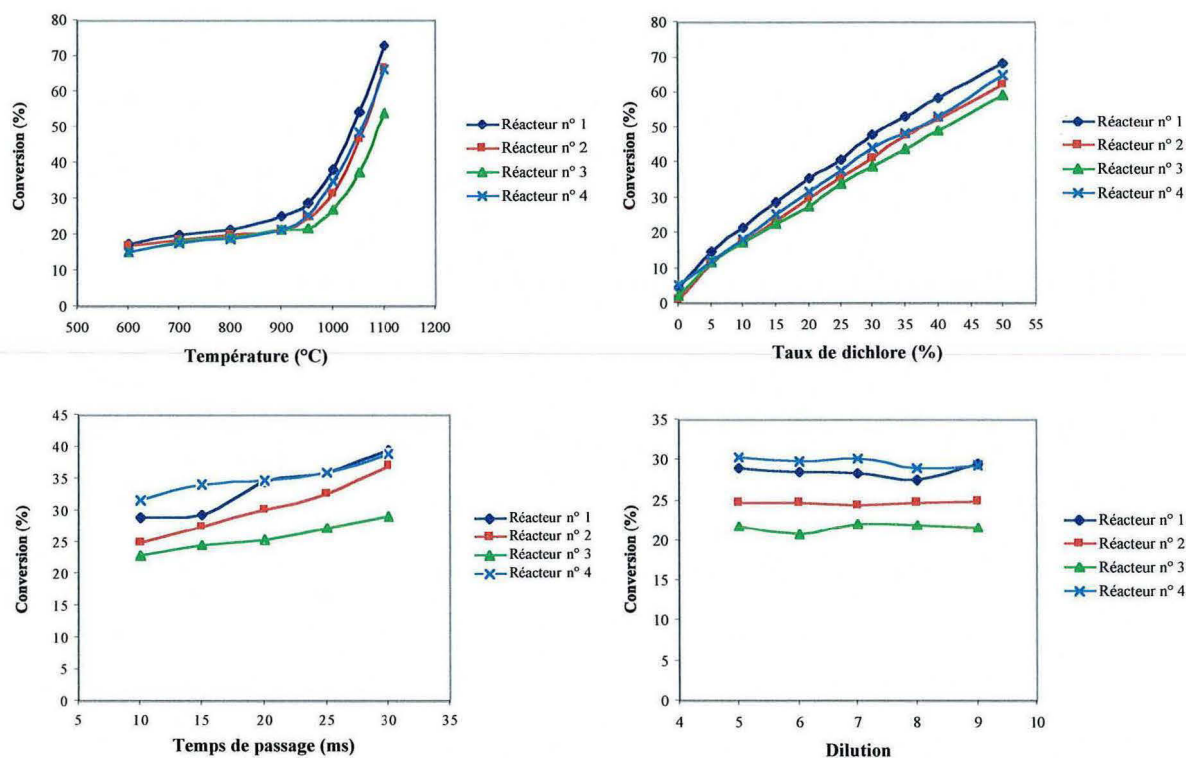 80
70
60
50
40
30
20
10
0
Conversion (%)
500 600 700 800 900 1000 1100 1200
Température (°C)
Réacteur n° 1
Réacteur n° 2
Réacteur n° 3
Réacteur n° 4
80
70
60
50
40
30
20
10
0
Conversion (%)
0 5 10 15 20 25 30 35 40 45 50 55
Taux de dichlore (%)
Réacteur n° 1
Réacteur n° 2
Réacteur n° 3
Réacteur n° 4
45
40
35
30
25
20
15
10
5
0
Conversion (%)
5 10 15 20 25 30 35
Temps de passage (ms)
Réacteur n° 1
Réacteur n° 2
Réacteur n° 3
Réacteur n° 4
35
30
25
20
15
10
5
0
Conversion (%)
4 5 6 7 8 9 10
Dilution
Réacteur n° 1
Réacteur n° 2
Réacteur n° 3
Réacteur n° 4